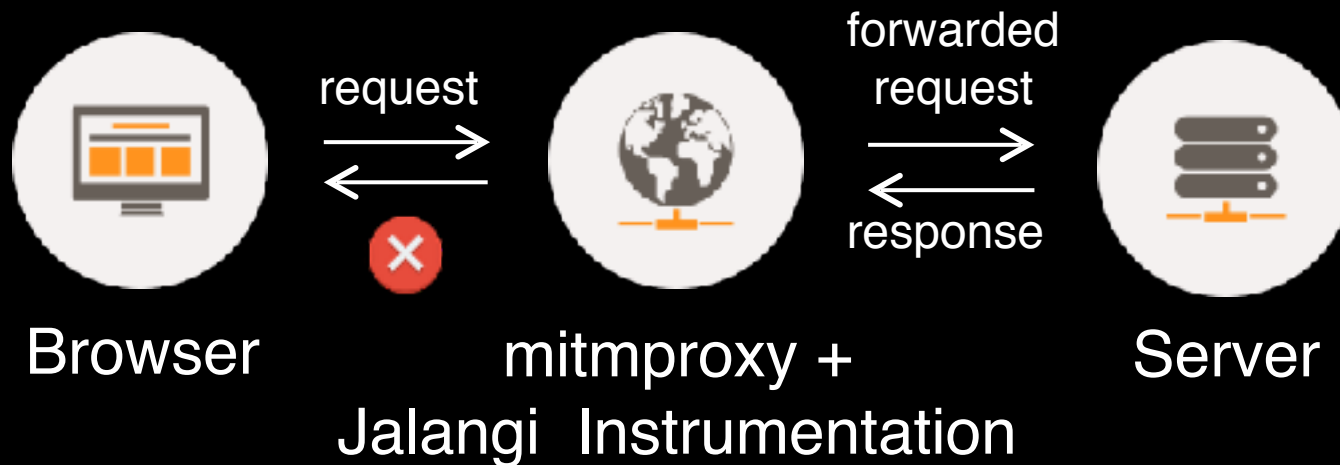 request
forwarded
request
response
Browser
mitmproxy +
Jalangi Instrumentation
Server